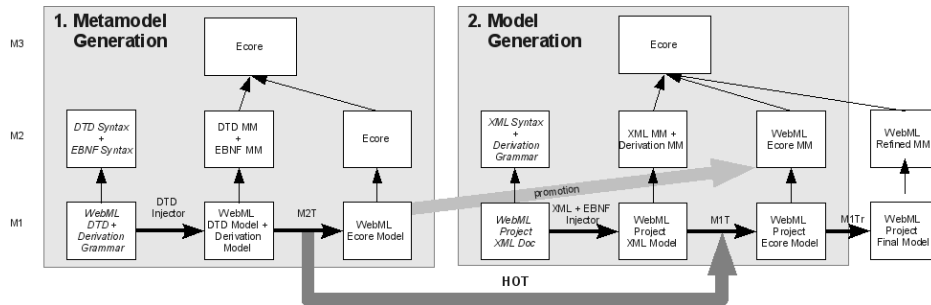 1. Metamodel
Generation
2. Model
Generation
M3
Ecore
Ecore
M2
DTD Syntax
+
EBNF Syntax
DTD MM
+
EBNF MM
Ecore
XML Syntax
+
Derivation
Grammar
XML MM +
Derivation MM
WebML
Ecore MM
WebML
Refined MM
promotion
M1
WebML
DTD +
Derivation
Grammar
DTD
Injector
WebML
DTD Model +
Derivation
Model
M2T
WebML
Ecore Model
WebML
Project
XML Doc
XML + EBNF
Injector
WebML
Project
XML Model
M1T
WebML
Project
Ecore Model
M1Tr
WebML
Project
Final Model
HOT